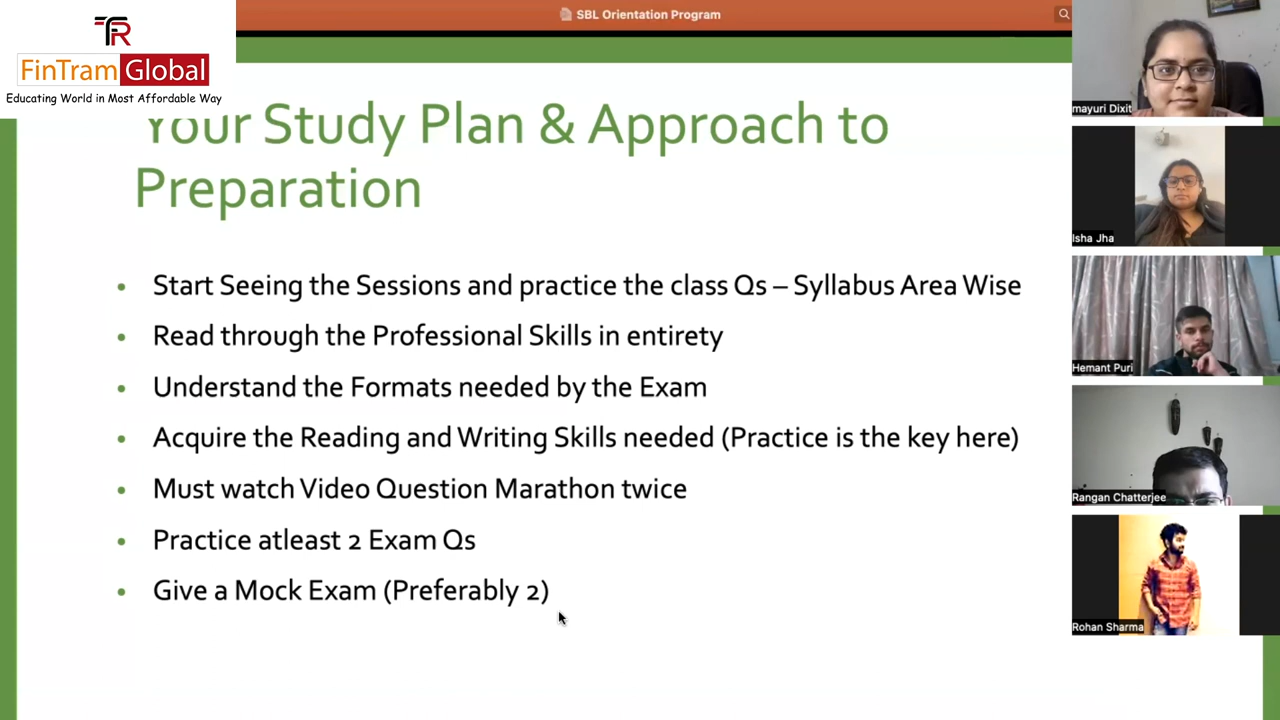 SBL Orientation Program
TR
FinTram Global
Educating World in Most Affordable Way
Your Study Plan & Approach to
Preparation
• Start Seeing the Sessions and practice the class Qs – Syllabus Area Wise
• Read through the Professional Skills in entirety
• Understand the Formats needed by the Exam
• Acquire the Reading and Writing Skills needed (Practice is the key here)
• Must watch Video Question Marathon twice
• Practice atleast 2 Exam Qs
• Give a Mock Exam (Preferably 2)
mayuri Dixit
Isha Jha
Hemant Puri
Rangan Chatterjee
Rohan Sharma